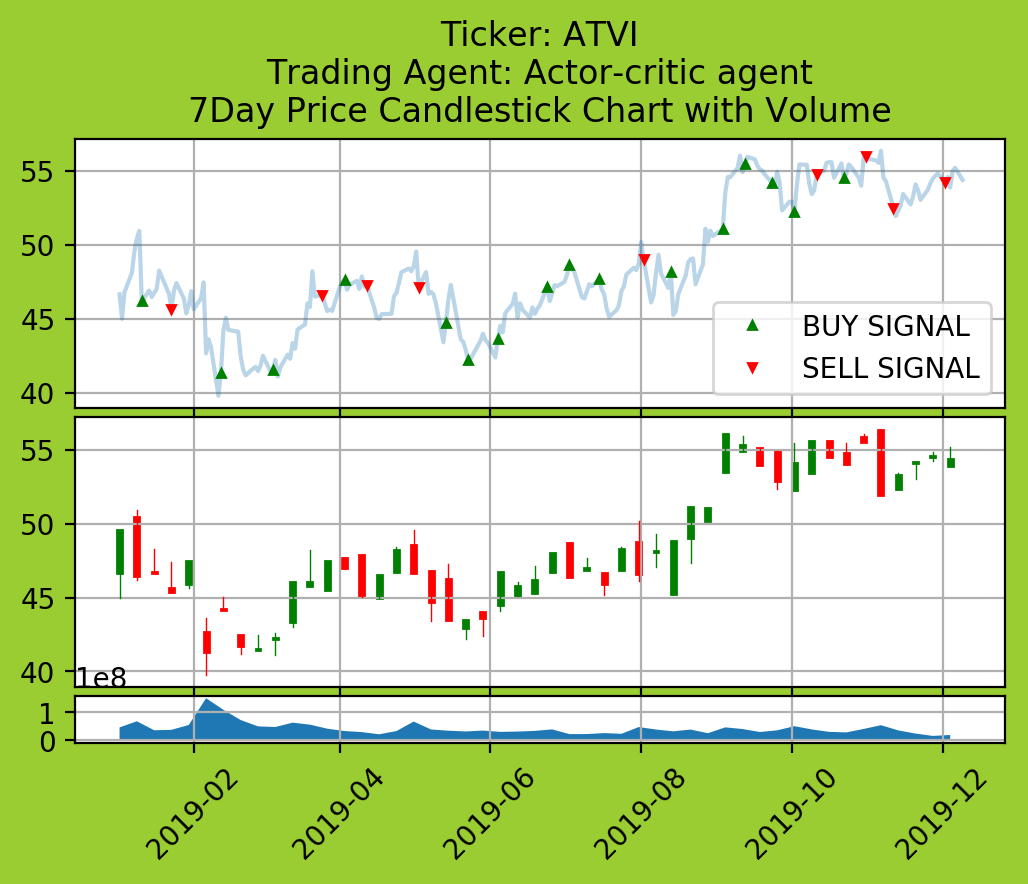 Ticker: ATVI
Trading Agent: Actor-critic agent
7Day Price Candlestick Chart with Volume
55
50
45
40
BUY SIGNAL
SELL SIGNAL
55
50
45
40
1e8
1
0
2019-02
2019-04
2019-06
2019-08
2019-10
2019-12